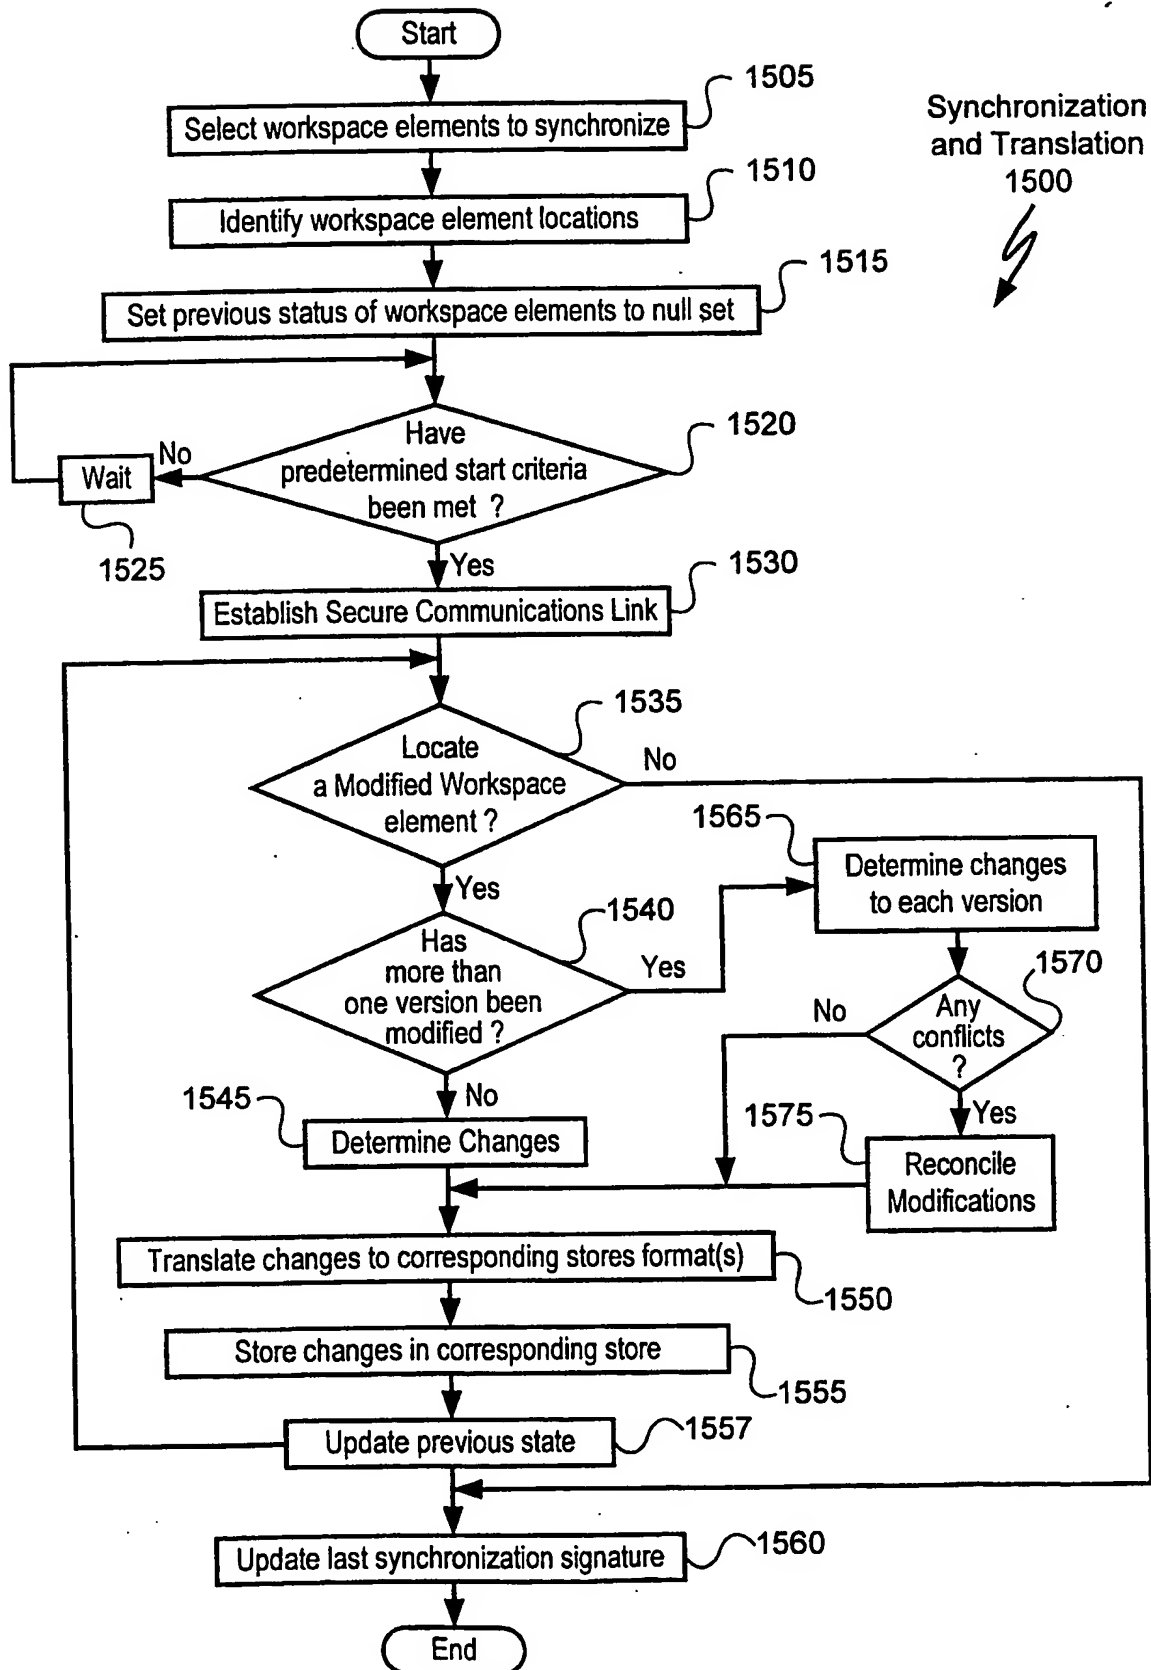 Start
1505
Select workspace elements to synchronize
Synchronization
and Translation
1500
1510
Identify workspace element locations
1515
Set previous status of workspace elements to null set
1520
Have
predetermined start criteria
been met ?
No
Wait
1525
Yes
1530
Establish Secure Communications Link
1535
Locate
a Modified Workspace
element ?
No
Yes
1565
Determine changes
to each version
1540
Has
more than
one version been
modified ?
Yes
1570
Any
conflicts
?
No
No
1545
Determine Changes
Yes
1575
Reconcile
Modifications
Translate changes to corresponding stores format(s)
1550
Store changes in corresponding store
1555
Update previous state
1557
Update last synchronization signature
1560
End